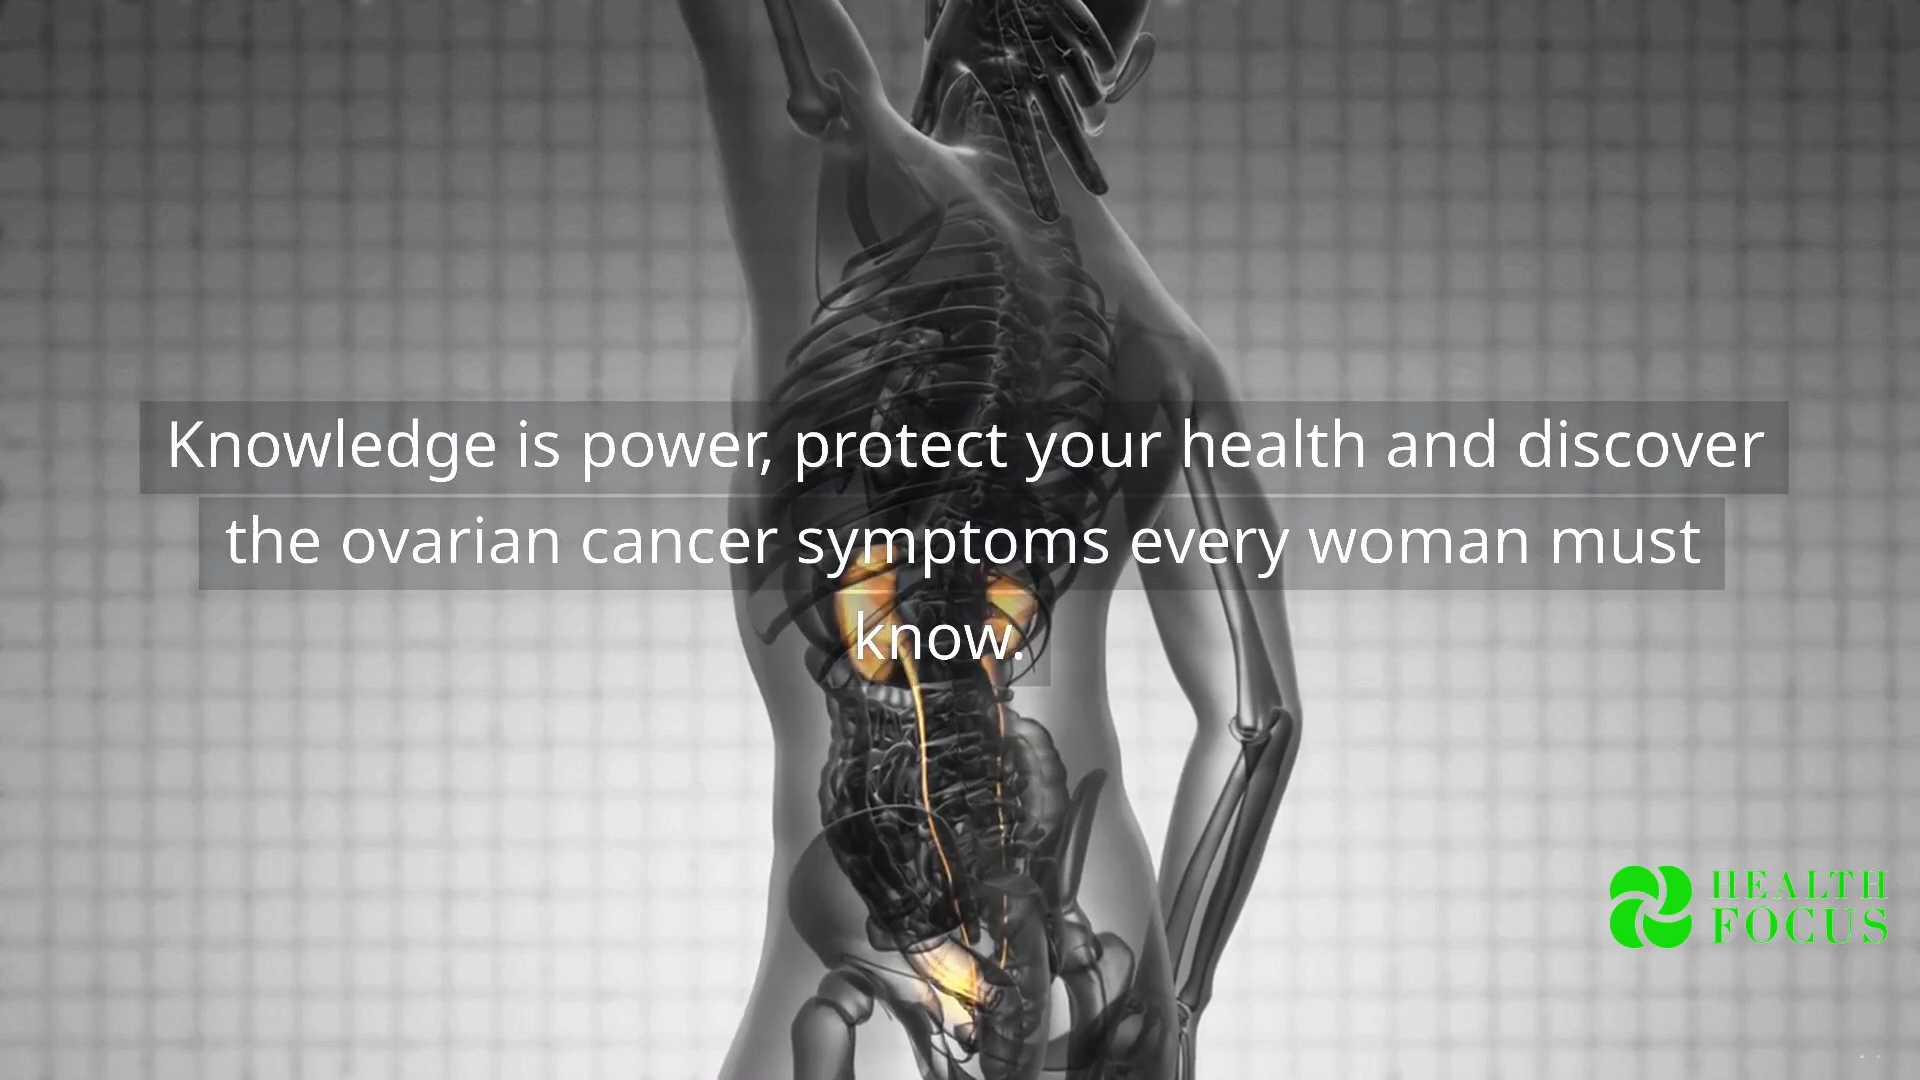 Knowledge is power, protect your health and discover
the ovarian cancer symptoms every woman must
know.
HEALTH
FOCUS